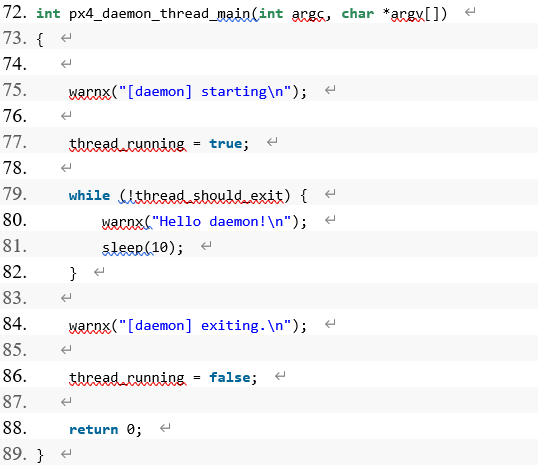 72. int px4_daemon_thread_main(int argc, char *argv[]) ↵
73. { ↵
74. ↵
75. warnx("[daemon] starting\n"); ↵
76. ↵
77. thread_running = true; ↵
78. ↵
79. while (!thread_should_exit) { ↵
80. warnx("Hello daemon!\n"); ↵
81. sleep(10); ↵
82. } ↵
83. ↵
84. warnx("[daemon] exiting.\n"); ↵
85. ↵
86. thread_running = false; ↵
87. ↵
88. return 0; ↵
89. } ↵